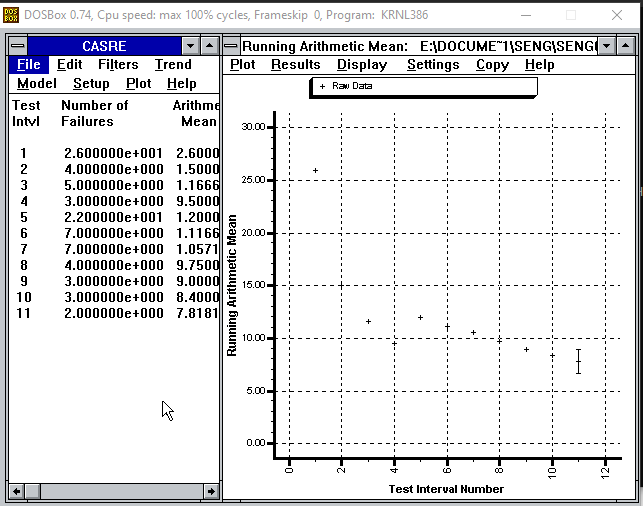 DOSBox 0.74, Cpu speed: max 100% cycles, Frameskip 0, Program: KRNL386
CASRE
File Edit Filters Trend
Model Setup Plot Help
Test Number of Arithme
Intvl Failures Mean
1 2.600000e+001 2.6000
2 4.000000e+000 1.5000
3 5.000000e+000 1.1666
4 3.000000e+000 9.5000
5 2.200000e+001 1.2000
6 7.000000e+000 1.1166
7 7.000000e+000 1.0571
8 4.000000e+000 9.7500
9 3.000000e+000 9.0000
10 3.000000e+000 8.4000
11 2.000000e+000 7.8181
Running Arithmetic Mean: E:\DOCUME~1\SENG\SENG
Plot Results Display Settings Copy Help
Raw Data
Running Arithmetic Mean
30.00
25.00
20.00
15.00
10.00
5.00
0.00
0 2 4 6 8 10 12
Test Interval Number